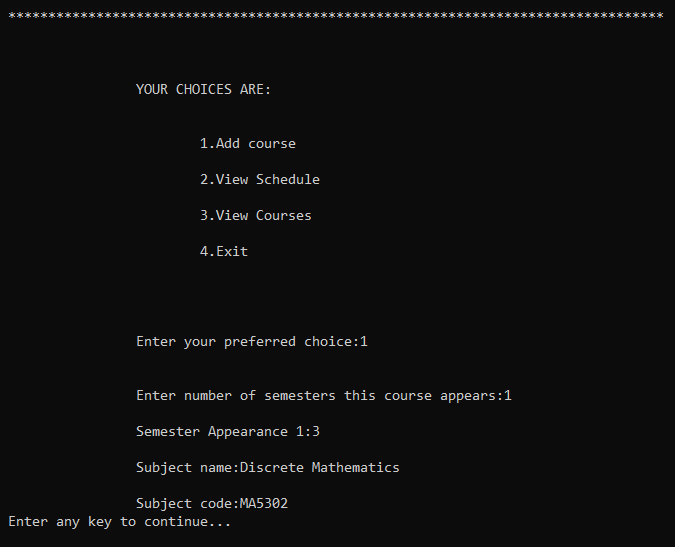 **********************************************************************************
YOUR CHOICES ARE:
1.Add course
2.View Schedule
3.View Courses
4.Exit
Enter your preferred choice:1
Enter number of semesters this course appears:1
Semester Appearance 1:3
Subject name:Discrete Mathematics
Subject code:MA5302
Enter any key to continue...